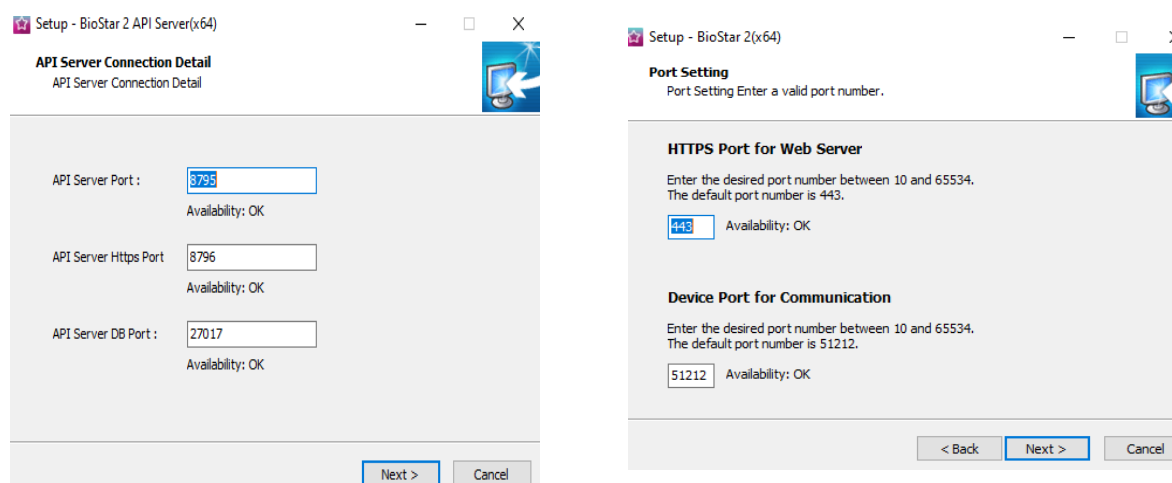 Setup - BioStar 2 API Server(x64)
API Server Connection Detail
API Server Connection Detail
API Server Port :
8795
Availability: OK
API Server Https Port
8796
Availability: OK
API Server DB Port :
27017
Availability: OK
Next >
Cancel
Setup - BioStar 2(x64)
Port Setting
Port Setting Enter a valid port number.
HTTPS Port for Web Server
Enter the desired port number between 10 and 65534.
The default port number is 443.
443
Availability: OK
Device Port for Communication
Enter the desired port number between 10 and 65534.
The default port number is 51212.
51212
Availability: OK
< Back
Next >
Cancel